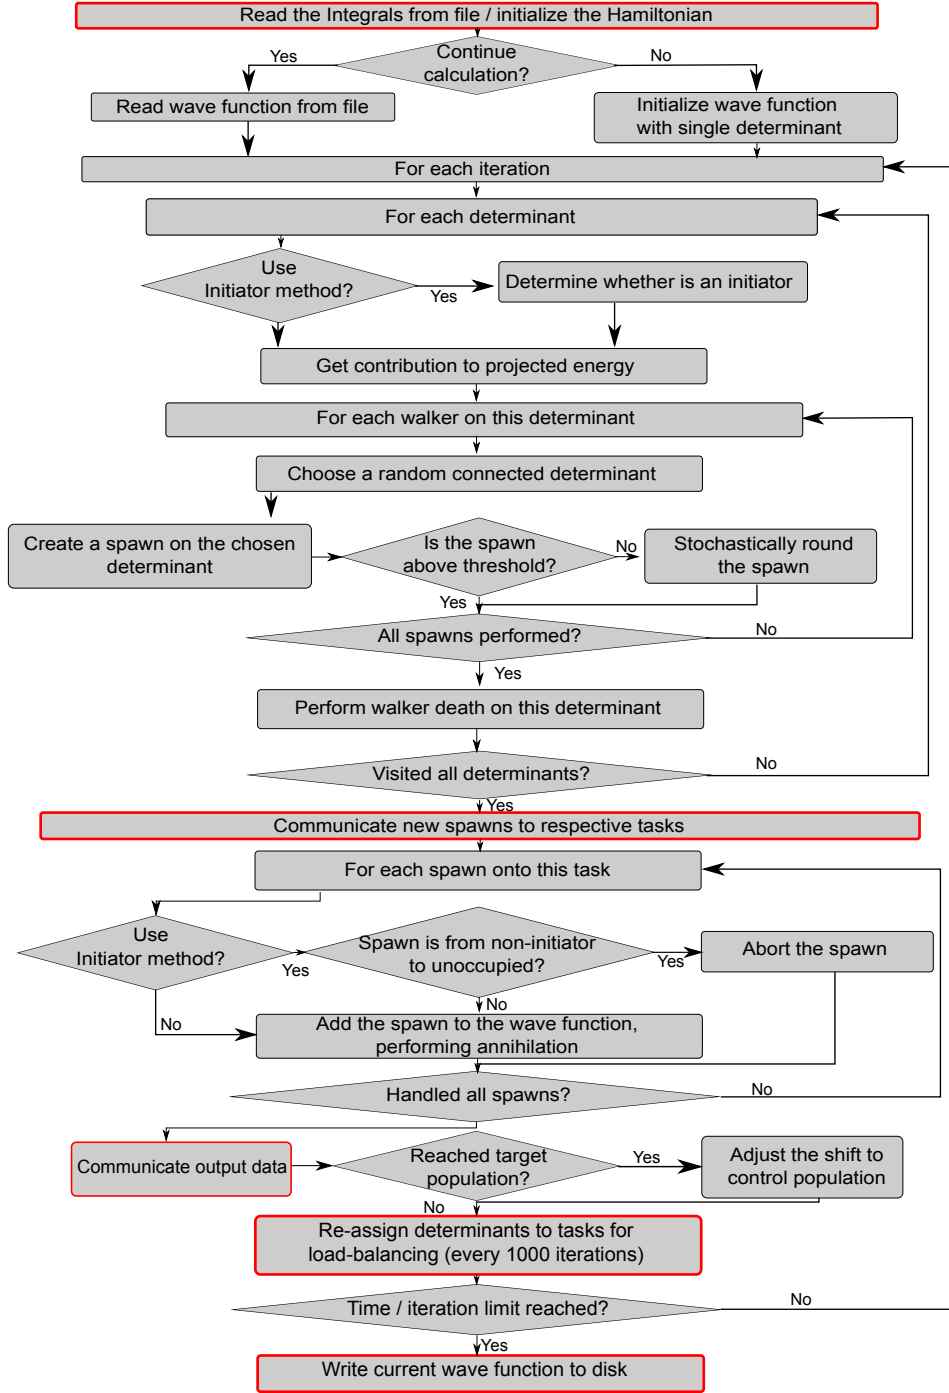 Read the Integrals from file / initialize the Hamiltonian
Continue
calculation?
Yes
No
Read wave function from file
Initialize wave function
with single determinant
For each iteration
For each determinant
Use
Initiator method?
Yes
Determine whether is an initiator
Get contribution to projected energy
For each walker on this determinant
Choose a random connected determinant
Create a spawn on the chosen
determinant
Is the spawn
above threshold?
No
Stochastically round
the spawn
Yes
All spawns performed?
No
Yes
Perform walker death on this determinant
Visited all determinants?
No
Yes
Communicate new spawns to respective tasks
For each spawn onto this task
Use
Initiator method?
Yes
Spawn is from non-initiator
to unoccupied?
Yes
Abort the spawn
No
No
Add the spawn to the wave function,
performing annihilation
Handled all spawns?
No
Communicate output data
Reached target
population?
Yes
Adjust the shift to
control population
No
Re-assign determinants to tasks for
load-balancing (every 1000 iterations)
Time / iteration limit reached?
No
Yes
Write current wave function to disk